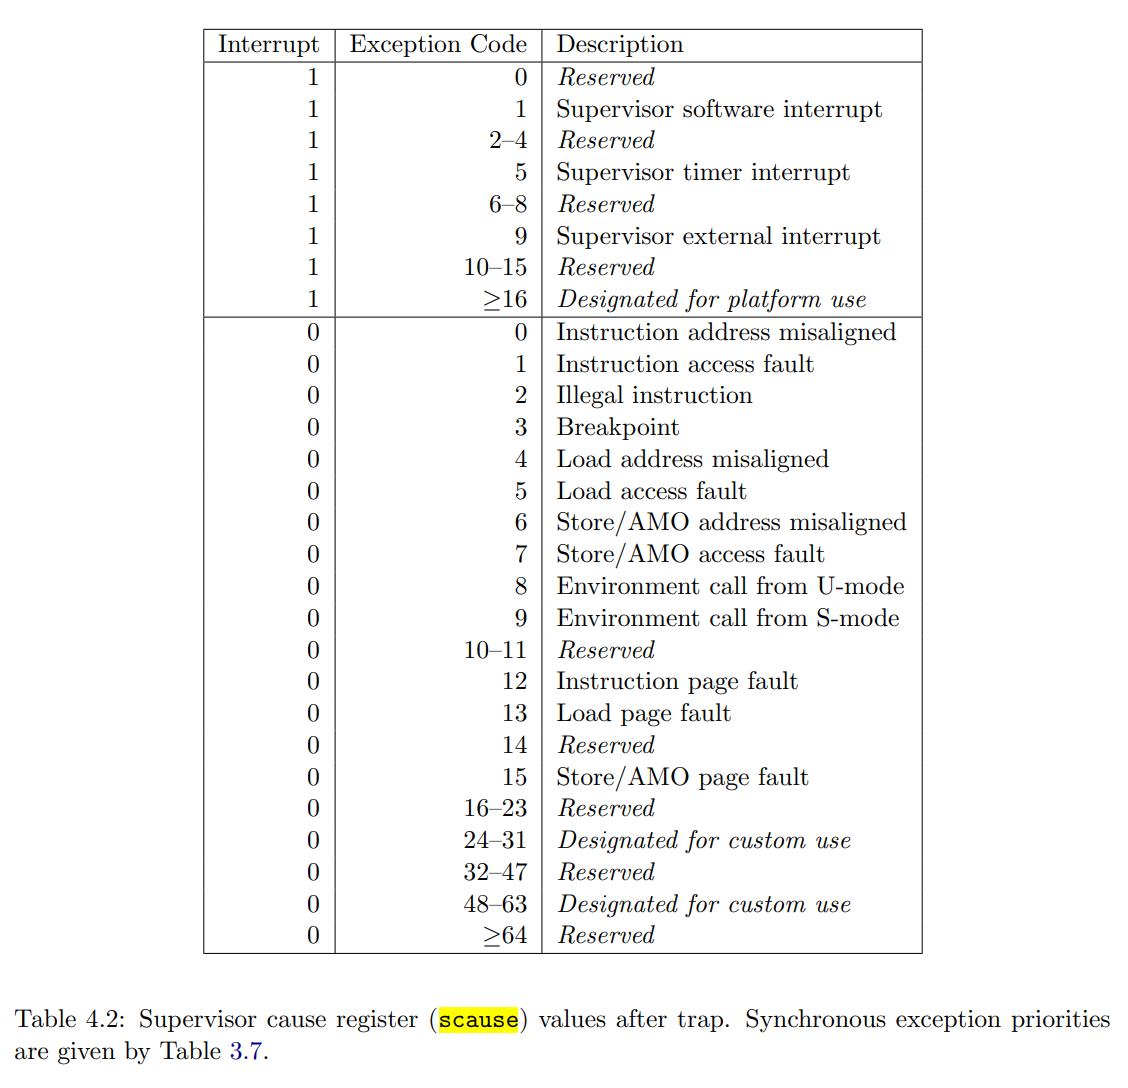 Interrupt Exception Code Description
1 0 Reserved
1 1 Supervisor software interrupt
1 2–4 Reserved
1 5 Supervisor timer interrupt
1 6–8 Reserved
1 9 Supervisor external interrupt
1 10–15 Reserved
1 ≥16 Designated for platform use
0 0 Instruction address misaligned
0 1 Instruction access fault
0 2 Illegal instruction
0 3 Breakpoint
0 4 Load address misaligned
0 5 Load access fault
0 6 Store/AMO address misaligned
0 7 Store/AMO access fault
0 8 Environment call from U-mode
0 9 Environment call from S-mode
0 10–11 Reserved
0 12 Instruction page fault
0 13 Load page fault
0 14 Reserved
0 15 Store/AMO page fault
0 16–23 Reserved
0 24–31 Designated for custom use
0 32–47 Reserved
0 48–63 Designated for custom use
0 ≥64 Reserved
Table 4.2: Supervisor cause register (scause) values after trap. Synchronous exception priorities
are given by Table 3.7.